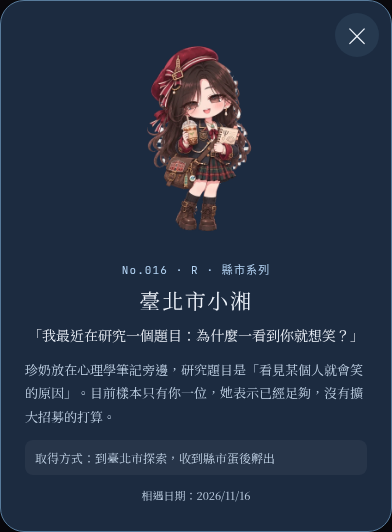 No.016 · R · 縣市系列
臺北市小湘
「我最近在研究一個題目：為什麼一看到你就想笑？」
珍奶放在心理學筆記旁邊，研究題目是「看見某個人就會笑
的原因」。目前樣本只有你一位，她表示已經足夠，沒有擴
大招募的打算。
取得方式：到臺北市探索，收到縣市蛋後孵出
相遇日期：2026/11/16